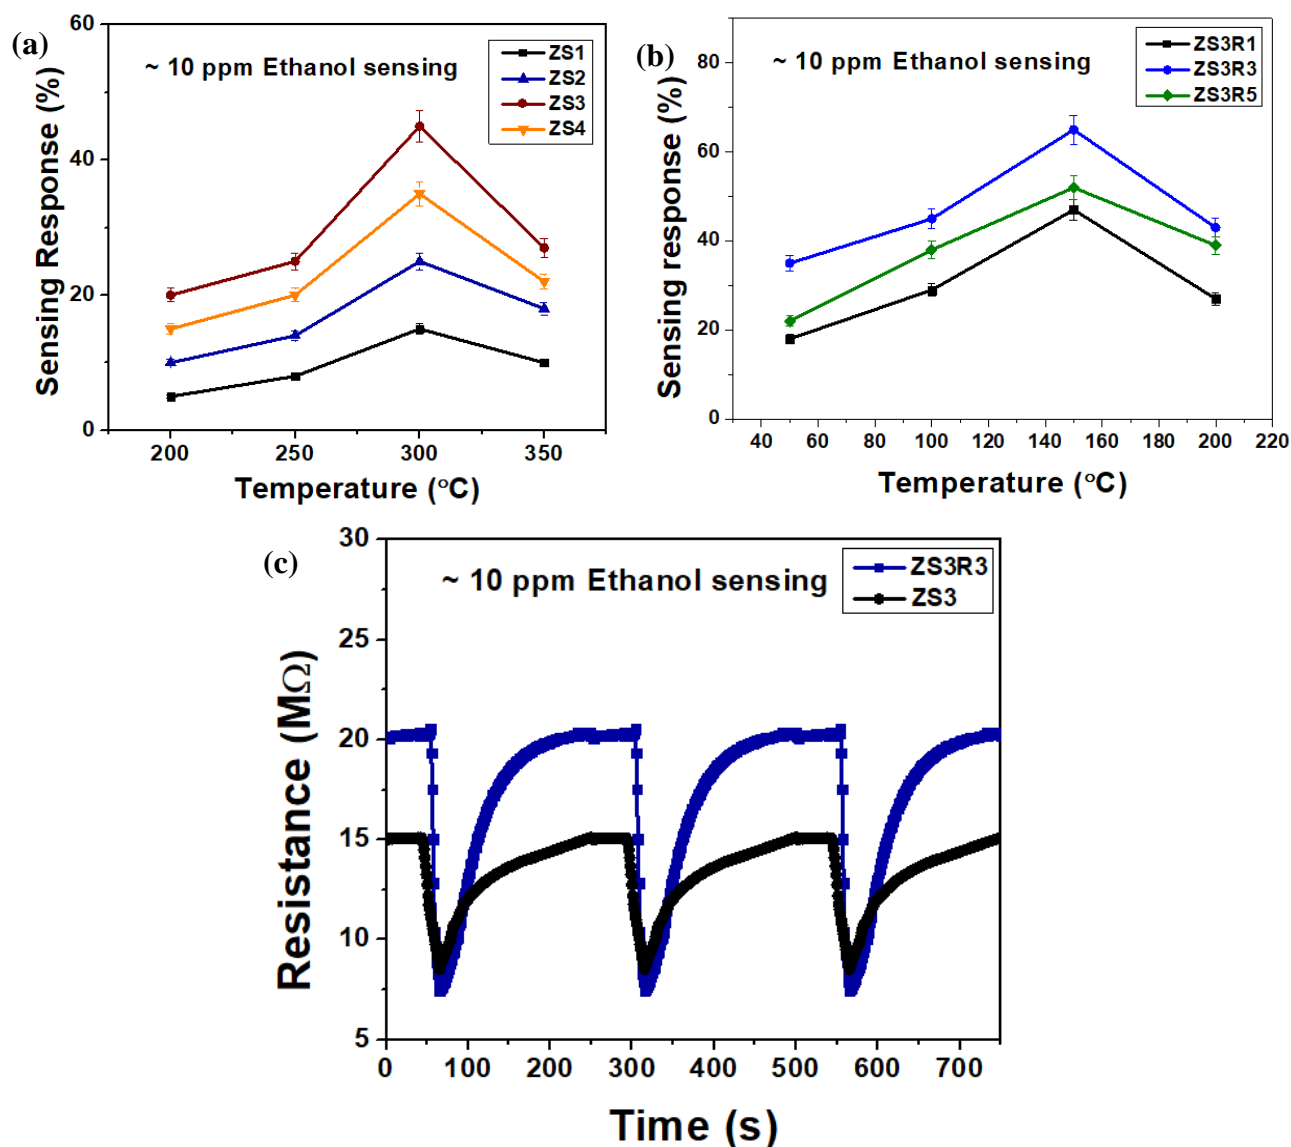 (a)
60
40
20
0
Sensing Response (%)
~ 10 ppm Ethanol sensing
ZS1
ZS2
ZS3
ZS4
200 250 300 350
Temperature (°C)
(b)
80
60
40
20
0
Sensing response (%)
~ 10 ppm Ethanol sensing
ZS3R1
ZS3R3
ZS3R5
40 60 80 100 120 140 160 180 200 220
Temperature (°C)
(c)
30
25
20
15
10
5
Resistance (MΩ)
~ 10 ppm Ethanol sensing
ZS3R3
ZS3
0 100 200 300 400 500 600 700
Time (s)